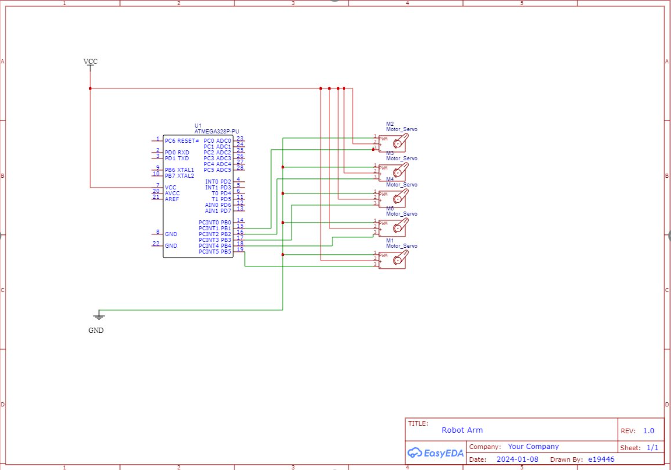 1 2 3 4 5
A A
VCC
U1
ATMEGA328P-PU
1 PC6 RESET# PC0 ADC0 23
PC1 ADC1 24
2 PD0 RXD PC2 ADC2 25
3 PD1 TXD PC3 ADC3 26
PC4 ADC4 27
9 PB6 XTAL1 PC5 ADC5 28
10 PB7 XTAL2
INT0 PD2 4
7 VCC INT1 PD3 5
20 AVCC T0 PD4 6
21 AREF T1 PD5 11
AIN0 PD6 12
AIN1 PD7 13
PCINT0 PB0 14
PCINT1 PB1 15
8 GND PCINT2 PB2 16
PCINT3 PB3 17
22 GND PCINT4 PB4 18
PCINT5 PB5 19
M2
Motor_Servo
Motor_Servo
Motor_Servo
Motor_Servo
M1
Motor_Servo
B B
C C
GND
D D
TITLE:
Robot Arm
REV: 1.0
EasyEDA
Company: Your Company
Sheet: 1/1
Date: 2024-01-08 Drawn By: e19446
1 2 3 4 5